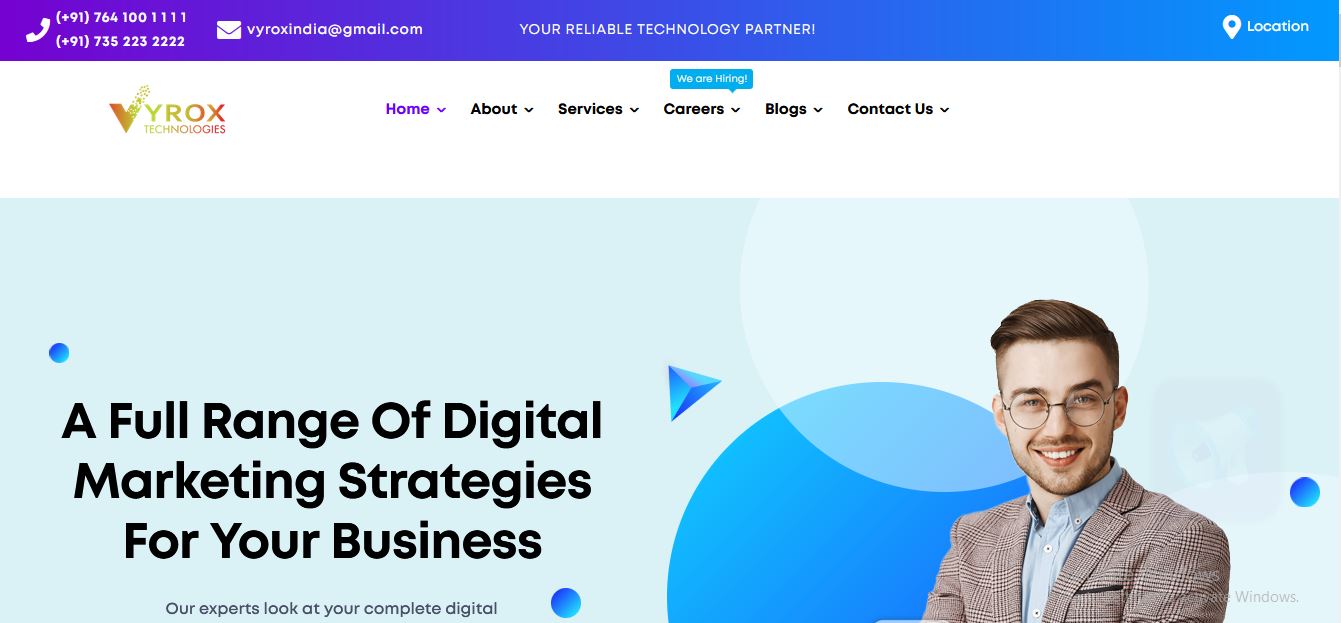 (+91) 764 100 1 1 1 1
(+91) 735 223 2222
vyroxindia@gmail.com
YOUR RELIABLE TECHNOLOGY PARTNER!
Location
We are Hiring!
VYROX
TECHNOLOGIES
Home About Services Careers Blogs Contact Us
A Full Range Of Digital
Marketing Strategies
For Your Business
Our experts look at your complete digital
Windows.